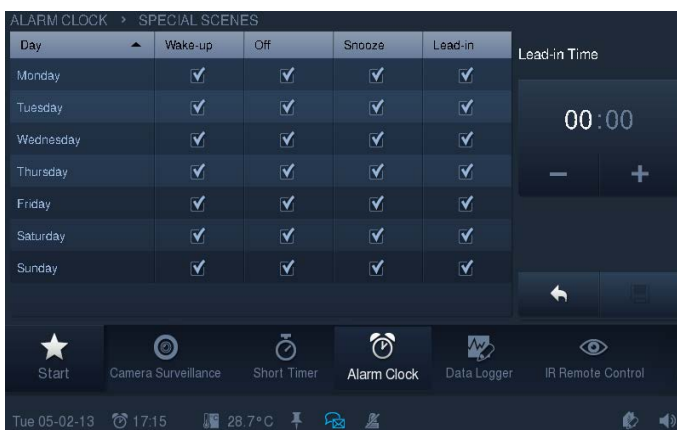 ALARM CLOCK > SPECIAL SCENES
Day Wake-up Off Snooze Lead-in
Lead-in Time
Monday
Tuesday
00:00
Wednesday
Thursday
Friday
Saturday
Sunday
Start Camera Surveillance Short Timer Alarm Clock Data Logger IR Remote Control
Tue 05-02-13 17:15 28.7°C